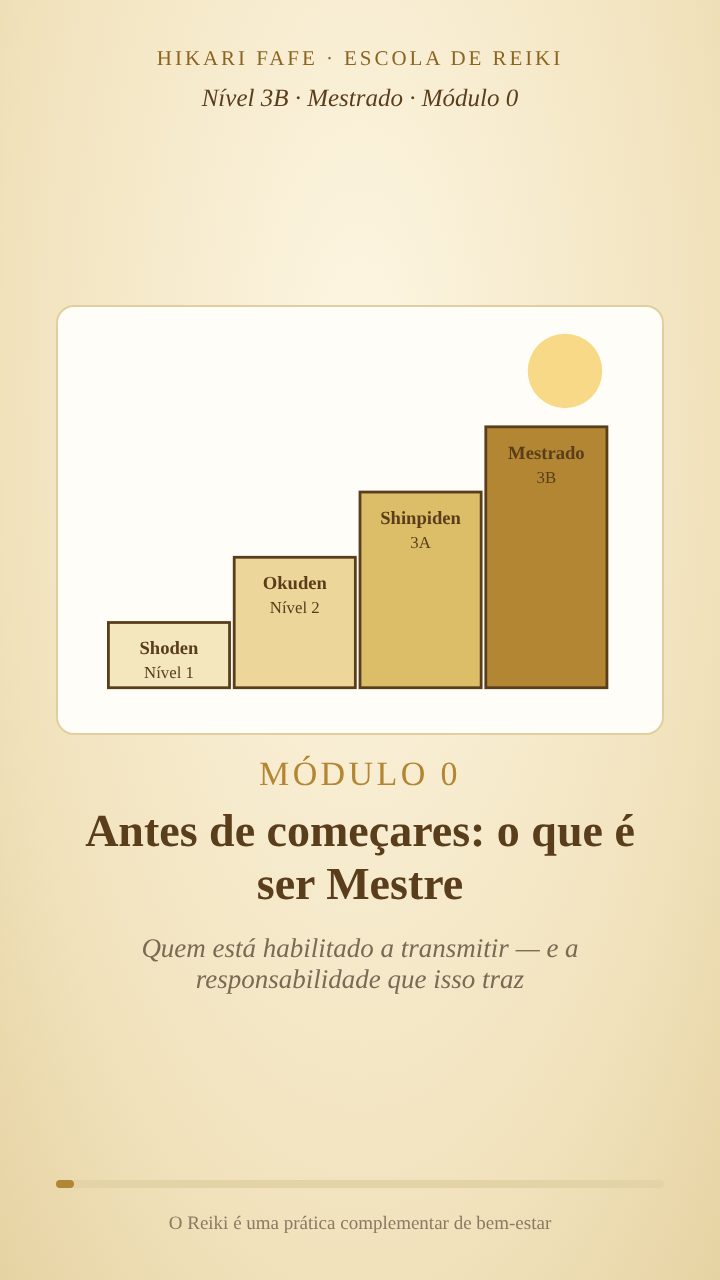 HIKARI FAFE · ESCOLA DE REIKI
Nível 3B · Mestrado · Módulo 0
Mestrado
3B
Shinpiden
3A
Okuden
Nível 2
Shoden
Nível 1
MÓDULO 0
Antes de começares: o que é
ser Mestre
Quem está habilitado a transmitir — e a
responsabilidade que isso traz
O Reiki é uma prática complementar de bem-estar